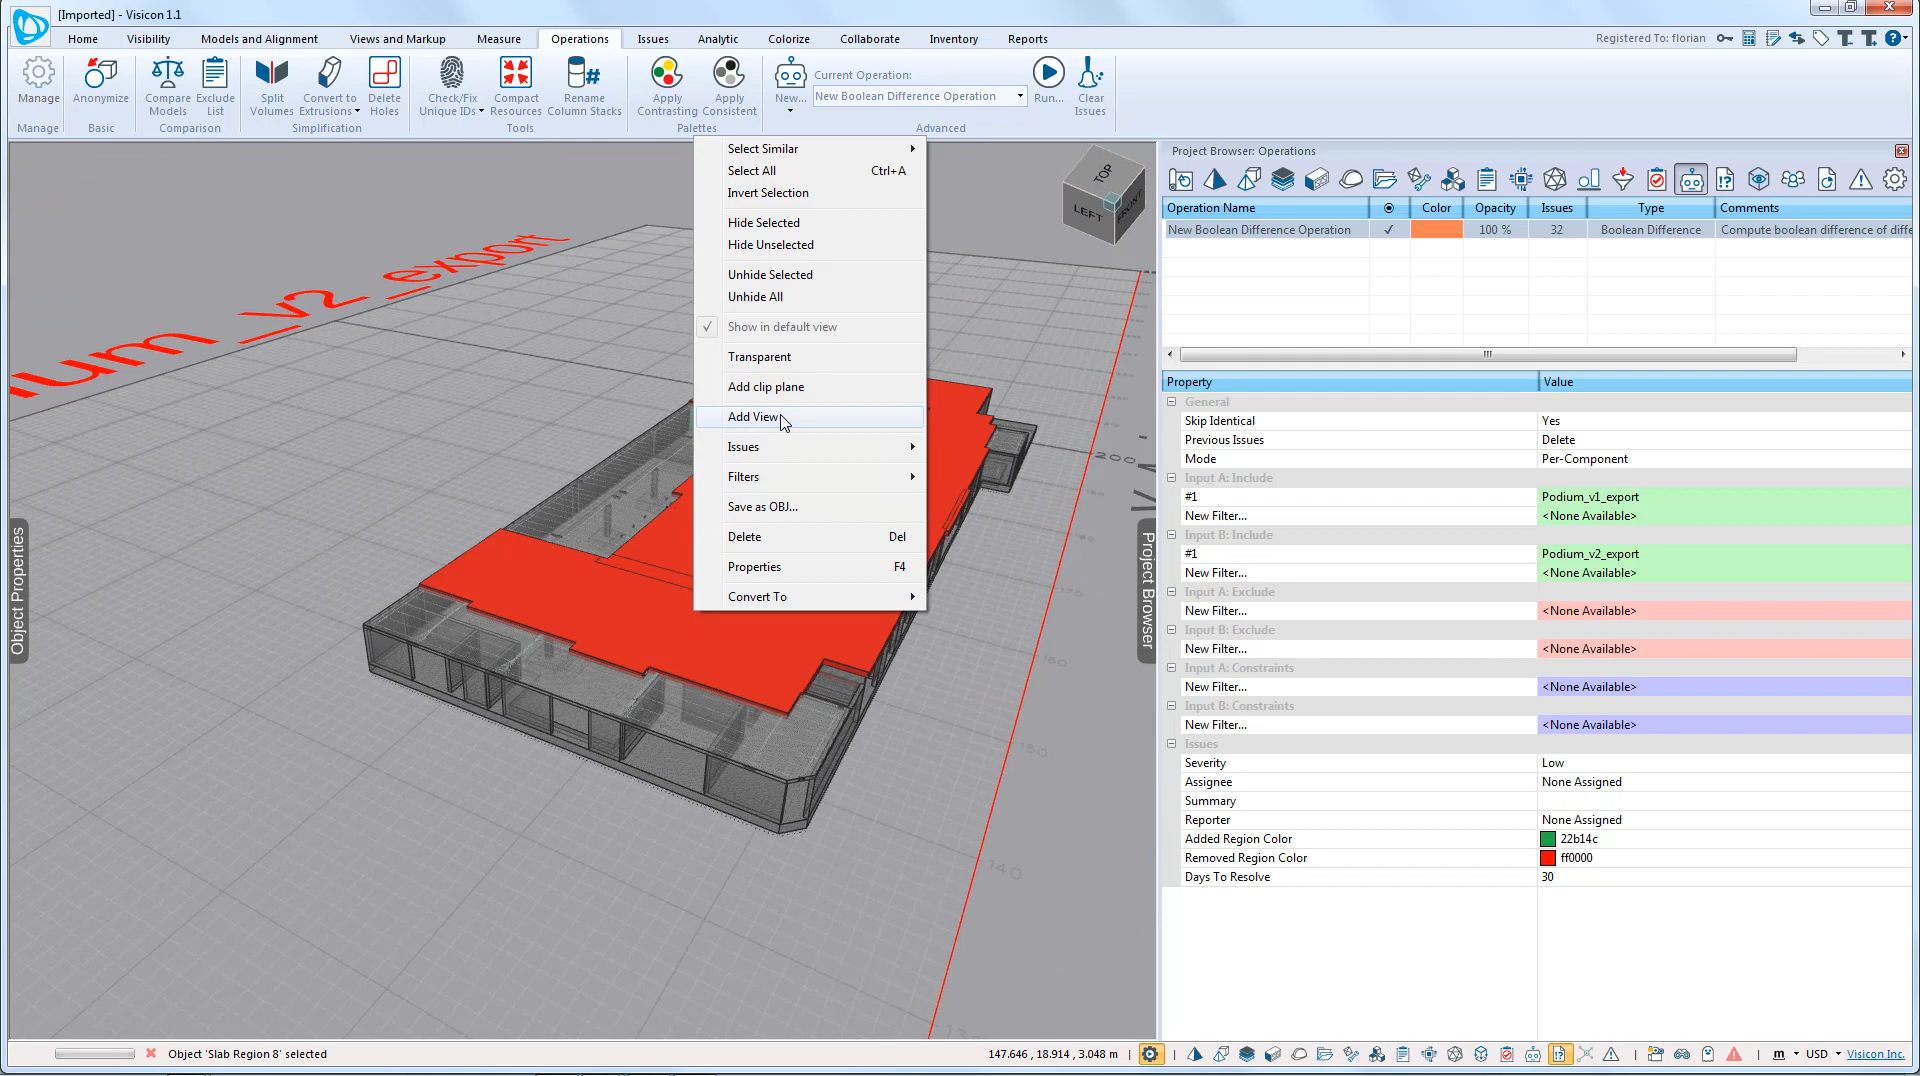 [Imported] - Visicon 1.1
Home Visibility Models and Alignment Views and Markup Measure Operations Issues Analytic Colorize Collaborate Inventory Reports Registered To: florian
Manage Anonymize Compare Models Exclude List Split Volumes Convert to Extrusions Delete Holes Check/Fix Unique IDs Compact Resources Rename Column Stacks Apply Contrasting Apply Consistent New... Current Operation: New Boolean Difference Operation Run... Clear Issues
Manage Basic Comparison Simplification Tools Palettes Advanced
Select Similar
Select All Ctrl+A
Invert Selection
Hide Selected
Hide Unselected
Unhide Selected
Unhide All
Show in default view
Transparent
Add clip plane
Add View
Issues
Filters
Save as OBJ...
Delete Del
Properties F4
Convert To
TOP
LEFT FRONT
ium_v2_export
200
160
150
140
Object Properties
Project Browser
Project Browser: Operations
Operation Name Color Opacity Issues Type Comments
New Boolean Difference Operation ✓ 100 % 32 Boolean Difference Compute boolean difference of diffe
Property Value
General
Skip Identical Yes
Previous Issues Delete
Mode Per-Component
Input A: Include
#1 Podium_v1_export
New Filter... <None Available>
Input B: Include
#1 Podium_v2_export
New Filter... <None Available>
Input A: Exclude
New Filter... <None Available>
Input B: Exclude
New Filter... <None Available>
Input A: Constraints
New Filter... <None Available>
Input B: Constraints
New Filter... <None Available>
Issues
Severity Low
Assignee None Assigned
Summary
Reporter None Assigned
Added Region Color 22b14c
Removed Region Color ff0000
Days To Resolve 30
Object 'Slab Region 8' selected 147.646 , 18.914 , 3.048 m m USD Visicon Inc.